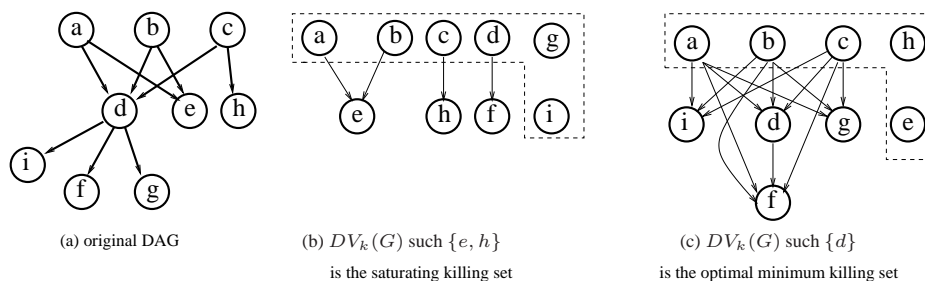 a b c
d e h
i f g
(a) original DAG
a b c d g
e h f i
(b) DV_k(G) such {e, h}
is the saturating killing set
a b c h
i d g e
f
(c) DV_k(G) such {d}
is the optimal minimum killing set